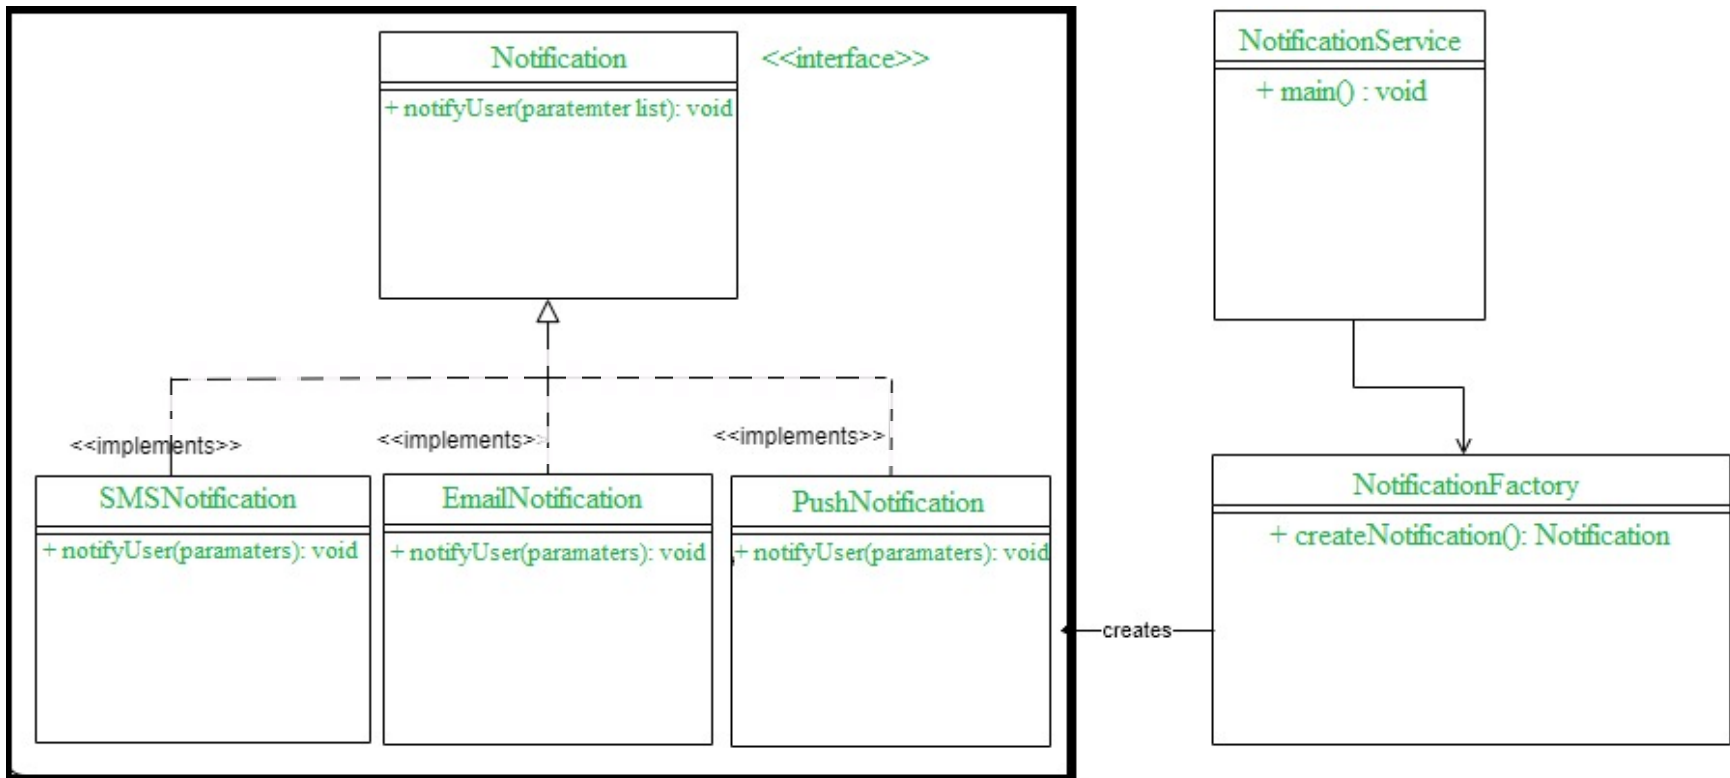 Notification
<<interface>>
+ notifyUser(paratemter list): void
NotificationService
+ main() : void
<<implements>>
<<implements>>
<<implements>>
SMSNotification
+ notifyUser(paramaters): void
EmailNotification
+ notifyUser(paramaters): void
PushNotification
+ notifyUser(paramaters): void
NotificationFactory
+ createNotification(): Notification
creates